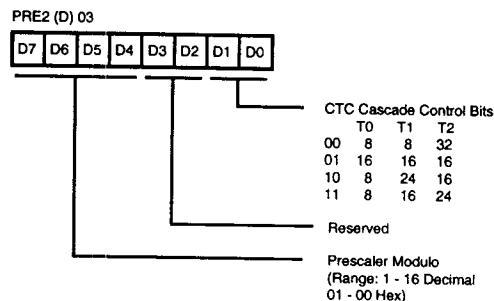 PRE2 (D) 03
D7 D6 D5 D4 D3 D2 D1 D0
CTC Cascade Control Bits
T0 T1 T2
00 8 8 32
01 16 16 16
10 8 24 16
11 8 16 24
Reserved
Prescaler Modulo
(Range: 1 - 16 Decimal
01 - 00 Hex)